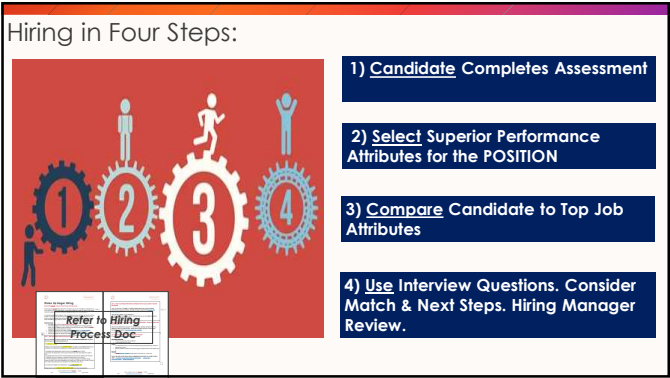 Hiring in Four Steps:
1
2
3
4
Refer to Hiring
Process Doc
1) Candidate Completes Assessment
2) Select Superior Performance
Attributes for the POSITION
3) Compare Candidate to Top Job
Attributes
4) Use Interview Questions. Consider
Match & Next Steps. Hiring Manager
Review.